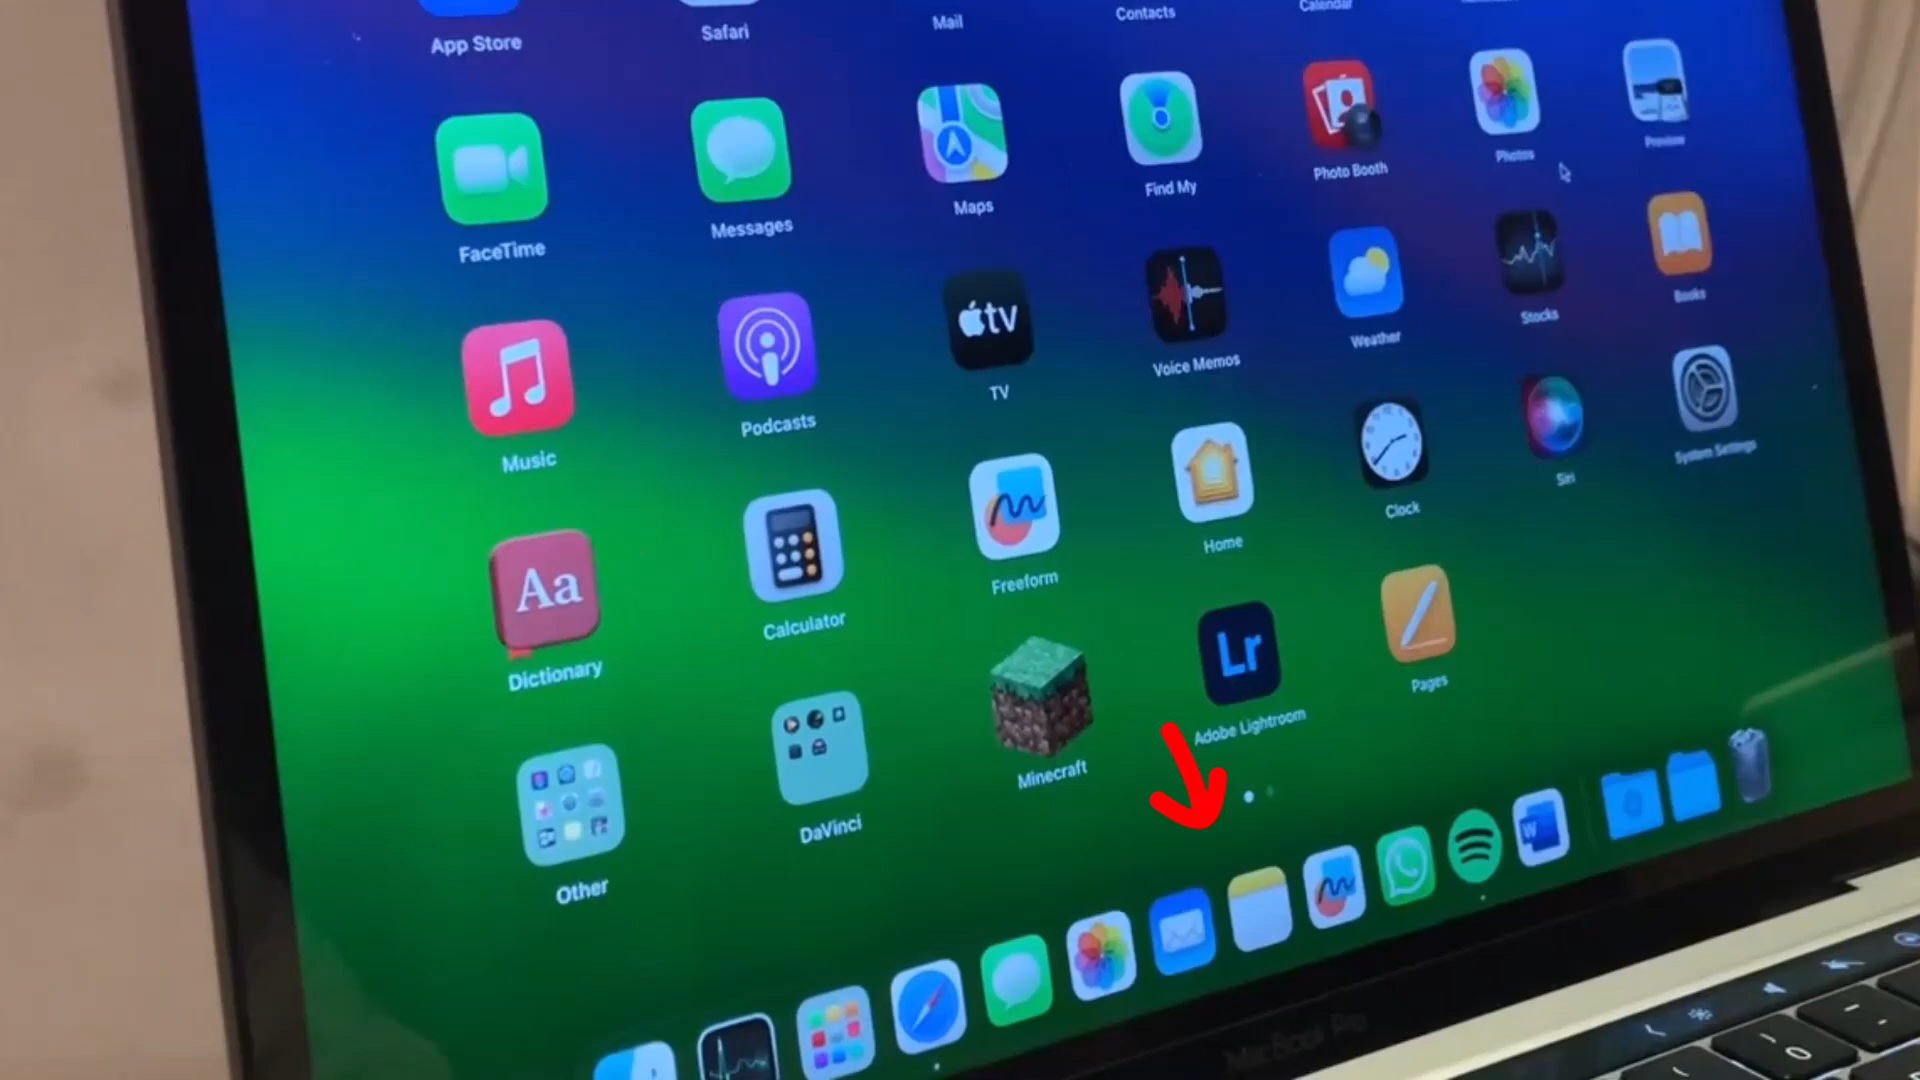 App Store
Safari
Mail
Contacts
Calendar
FaceTime
Messages
Maps
Find My
Photo Booth
Photos
Preview
Music
Podcasts
tv
TV
Voice Memos
Weather
Stocks
Books
Aa
Dictionary
Calculator
Freeform
Home
Clock
Siri
System Settings
Other
DaVinci
Minecraft
Lr
Adobe Lightroom
Pages
W
MacBook Pro